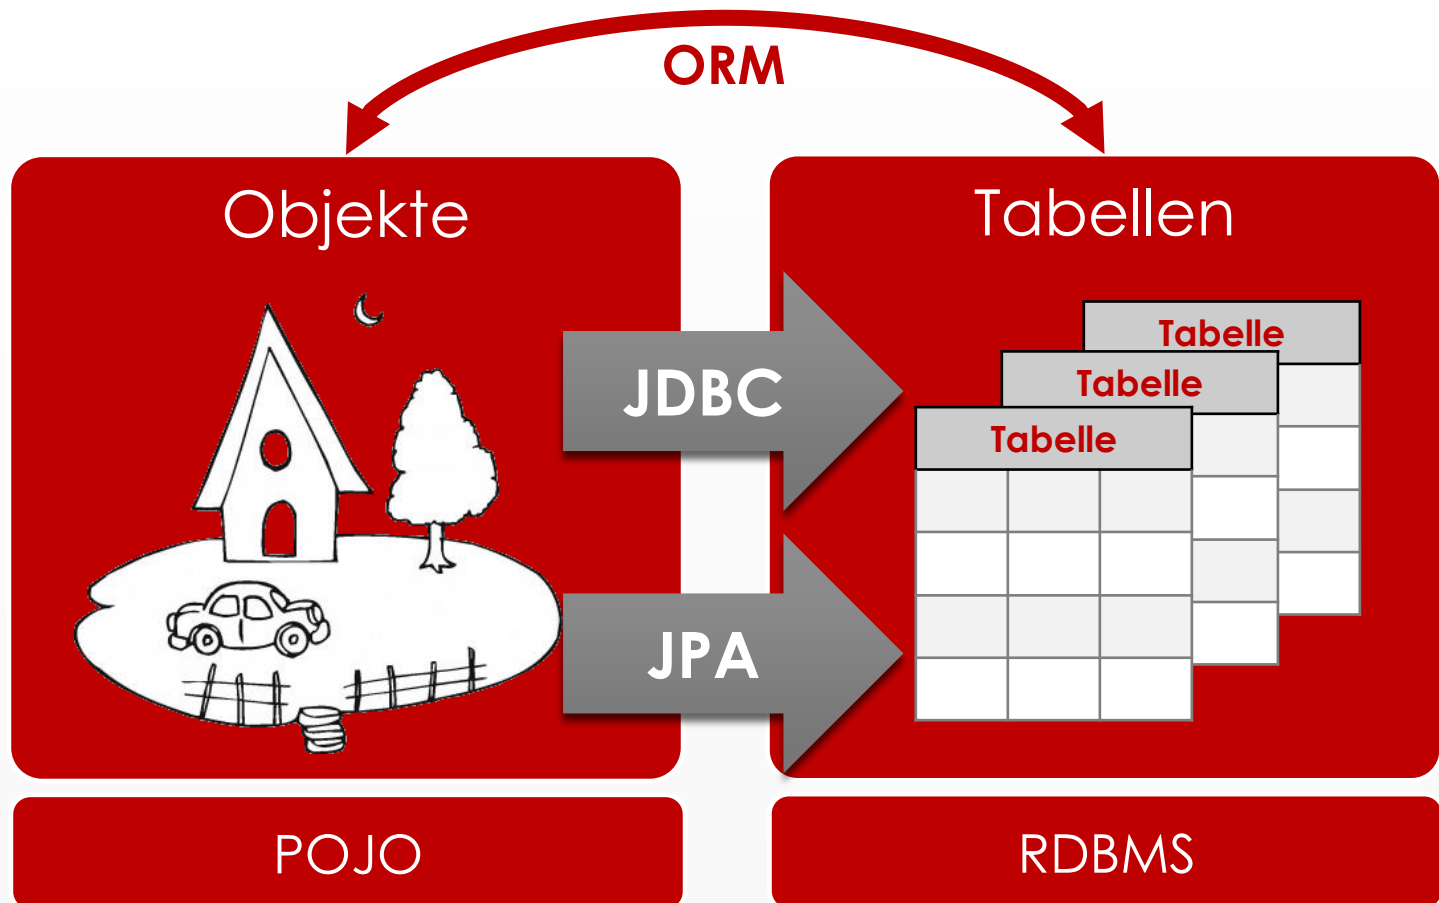 ORM
Objekte
Tabellen
JDBC
JPA
Tabelle
Tabelle
Tabelle
POJO
RDBMS